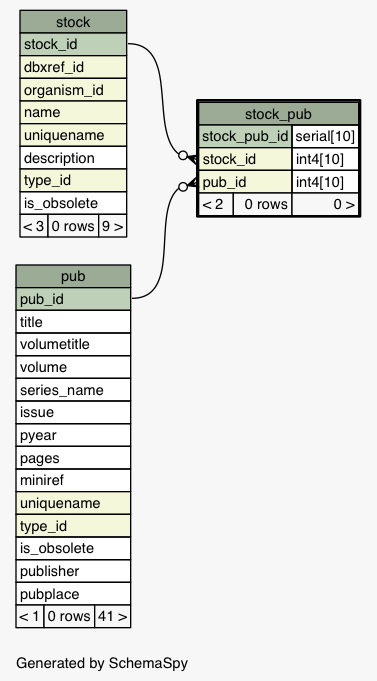 stock
stock_id
dbxref_id
organism_id
name
uniquename
description
type_id
is_obsolete
< 3 0 rows 9 >
stock_pub
stock_pub_id serial[10]
stock_id int4[10]
pub_id int4[10]
< 2 0 rows 0 >
pub
pub_id
title
volumetitle
volume
series_name
issue
pyear
pages
miniref
uniquename
type_id
is_obsolete
publisher
pubplace
< 1 0 rows 41 >
Generated by SchemaSpy